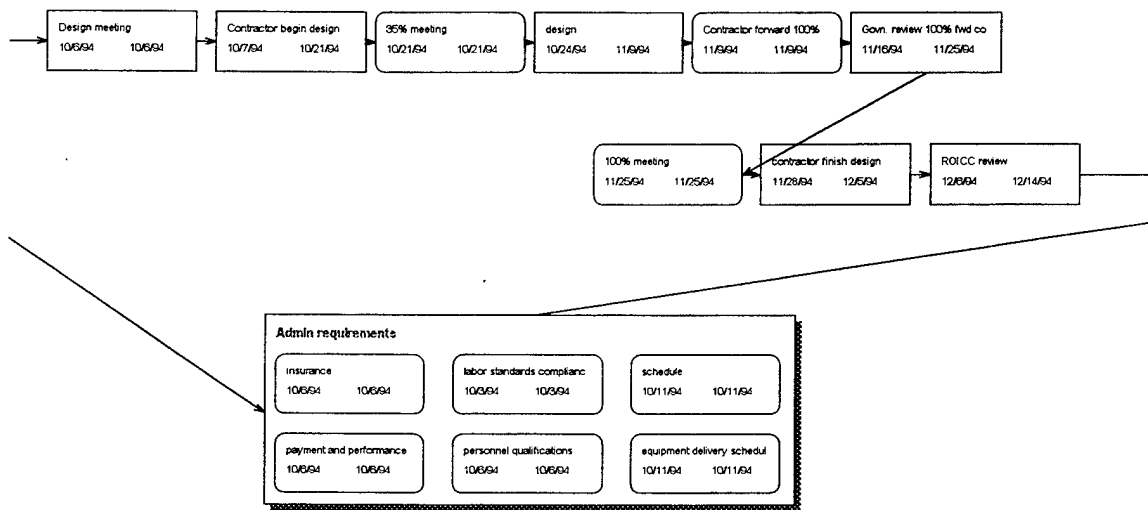 Design meeting
10/6/94 10/6/94
Contractor begin design
10/7/94 10/21/94
35% meeting
10/21/94 10/21/94
design
10/24/94 11/9/94
Contractor forward 100%
11/9/94 11/9/94
Govn. review 100% fwd co
11/16/94 11/25/94
100% meeting
11/25/94 11/25/94
contractor finish design
11/28/94 12/5/94
ROICC review
12/6/94 12/14/94
Admin requirements
insurance
10/6/94 10/6/94
labor standards complianc
10/3/94 10/3/94
schedule
10/11/94 10/11/94
payment and performance
10/6/94 10/6/94
personnel qualifications
10/6/94 10/6/94
equipment delivery schedul
10/11/94 10/11/94